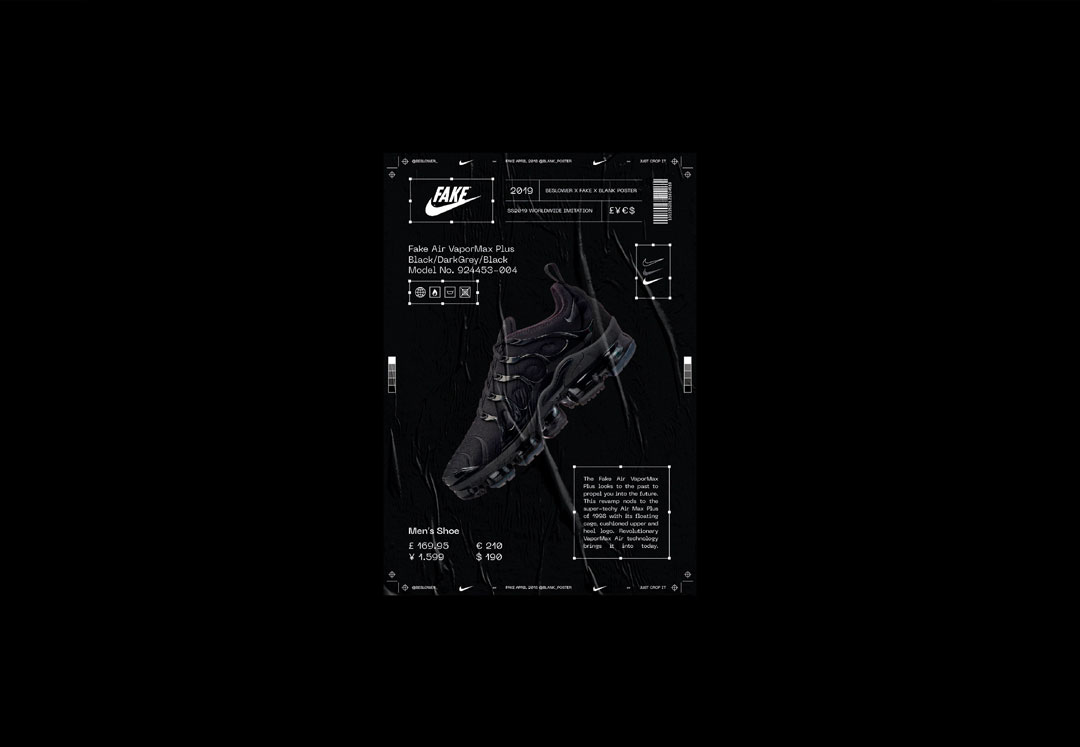 @BESLOWER_
FAKE APRIL 2019 @BLANK_POSTER
JUST CROP IT
FAKE
2019
BESLOWER X FAKE X BLANK POSTER
SS2019 WORLDWIDE IMITATION
£¥€$
Fake Air VaporMax Plus
Black/DarkGrey/Black
Model No. 924453-004
The Fake Air VaporMax
Plus looks to the past to
propel you into the future.
This revamp nods to the
super-techy Air Max Plus
of 1998 with its floating
cage, cushioned upper and
heel logo. Revolutionary
VaporMax Air technology
brings it into today.
Men's Shoe
£ 169.95
€ 210
¥ 1.599
$ 190
@BESLOWER_
FAKE APRIL 2019 @BLANK_POSTER
JUST CROP IT